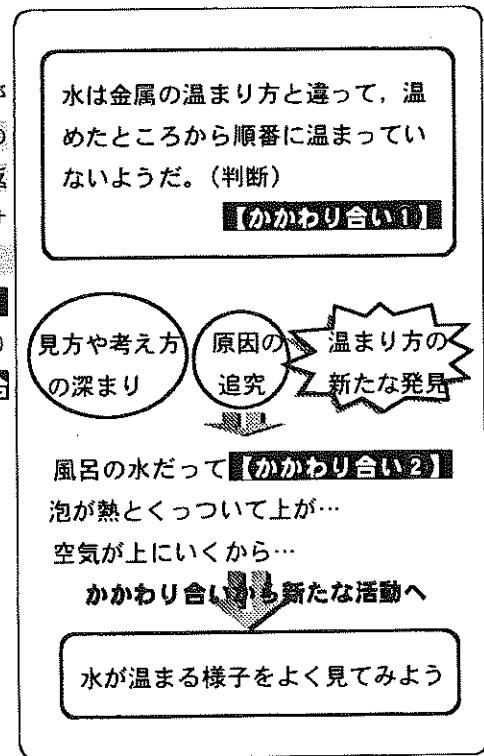 水は金属の温まり方と違って，温
めたところから順番に温まってい
ないようだ。(判断)
【かかわり合い１】
見方や考え方
の深まり
原因の
追究
温まり方の
新たな発見
風呂の水だって【かかわり合い２】
泡が熱とくっついて上が…
空気が上にいくから…
かかわり合いから新たな活動へ
水が温まる様子をよく見てみよう